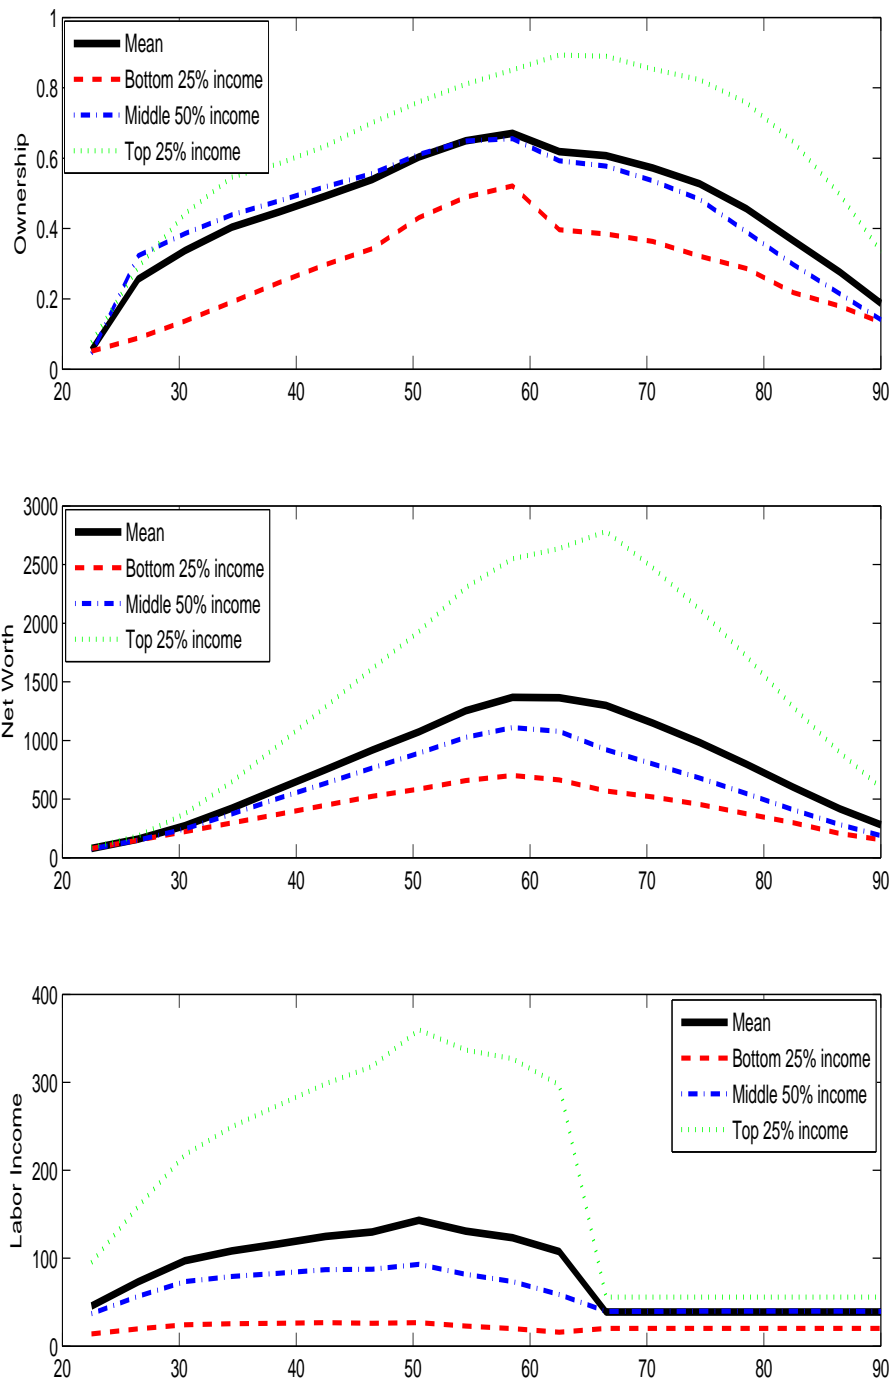 1
0.8
0.6
0.4
0.2
0
Ownership
Mean
Bottom 25% income
Middle 50% income
Top 25% income
20 30 40 50 60 70 80 90
3000
2500
2000
1500
1000
500
0
Net Worth
Mean
Bottom 25% income
Middle 50% income
Top 25% income
20 30 40 50 60 70 80 90
400
300
200
100
0
Labor Income
Mean
Bottom 25% income
Middle 50% income
Top 25% income
20 30 40 50 60 70 80 90